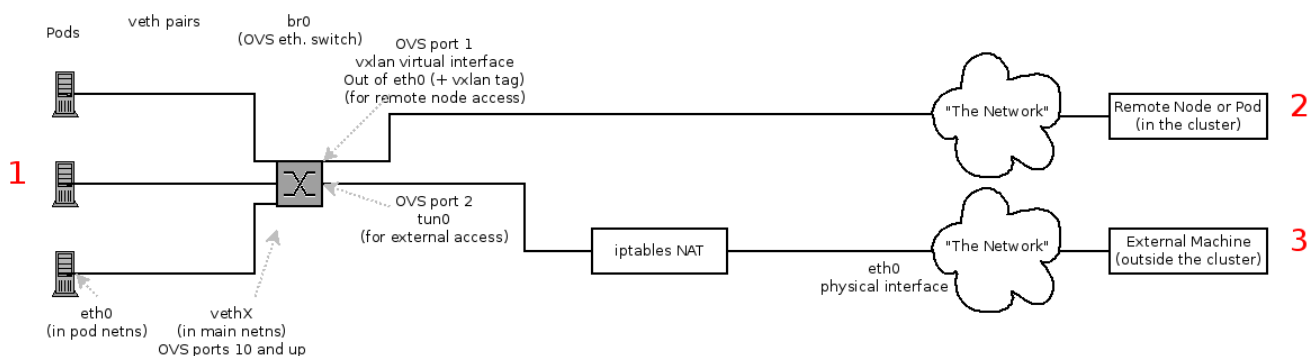 Pods
veth pairs
br0
(OVS eth. switch)
OVS port 1
vxlan virtual interface
Out of eth0 (+ vxlan tag)
(for remote node access)
"The Network"
Remote Node or Pod
(in the cluster)
2
1
OVS port 2
tun0
(for external access)
iptables NAT
eth0
physical interface
"The Network"
External Machine
(outside the cluster)
3
eth0
(in pod netns)
vethX
(in main netns)
OVS ports 10 and up